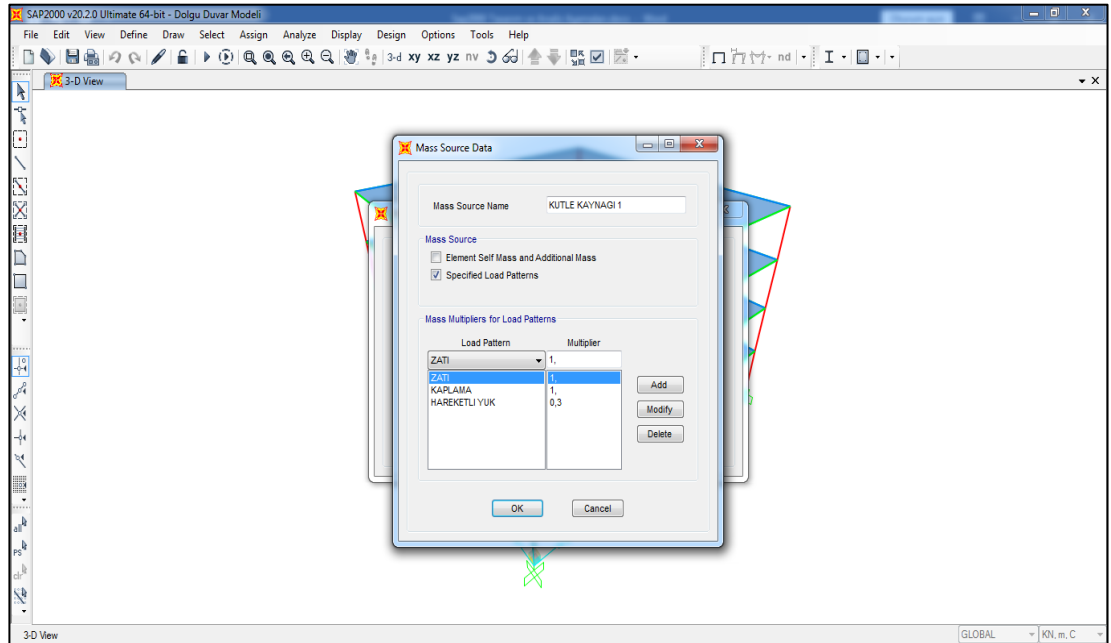 SAP2000 v20.2.0 Ultimate 64-bit - Dolgu Duvar Modeli
File Edit View Define Draw Select Assign Analyze Display Design Options Tools Help
3-d xy xz yz nv
nd
3-D View
Mass Source Data
Mass Source Name KUTLE KAYNAGI 1
Mass Source
Element Self Mass and Additional Mass
Specified Load Patterns
Mass Multipliers for Load Patterns
Load Pattern Multiplier
ZATI 1,
ZATI 1,
KAPLAMA 1,
HAREKETLI YUK 0,3
Add
Modify
Delete
OK Cancel
all
PS
clr
3-D View GLOBAL KN, m, C